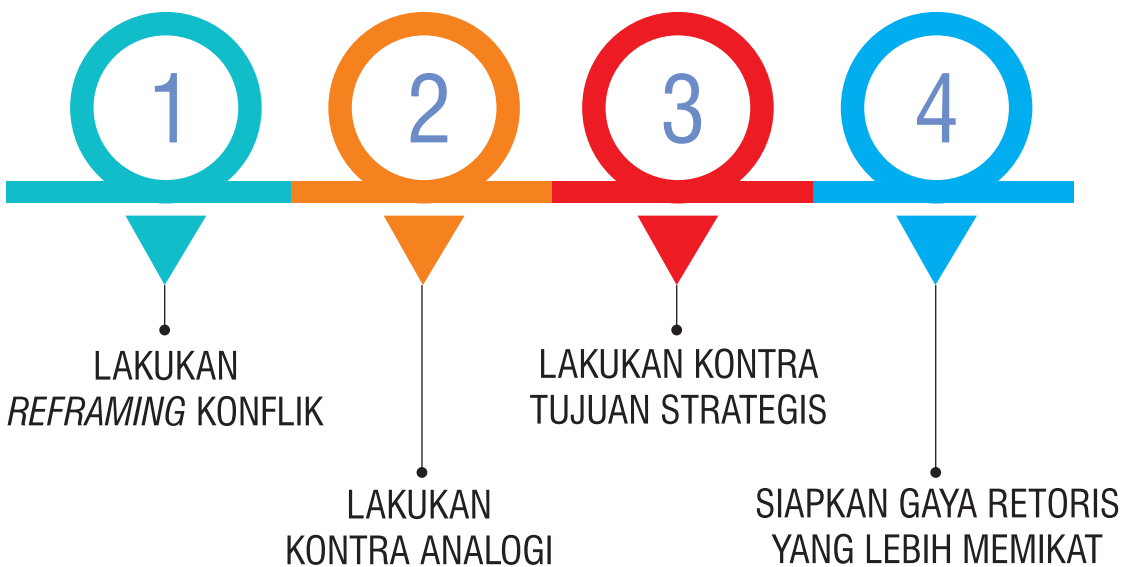 1
2
3
4
LAKUKAN
REFRAMING KONFLIK
LAKUKAN
KONTRA ANALOGI
LAKUKAN KONTRA
TUJUAN STRATEGIS
SIAPKAN GAYA RETORIS
YANG LEBIH MEMIKAT